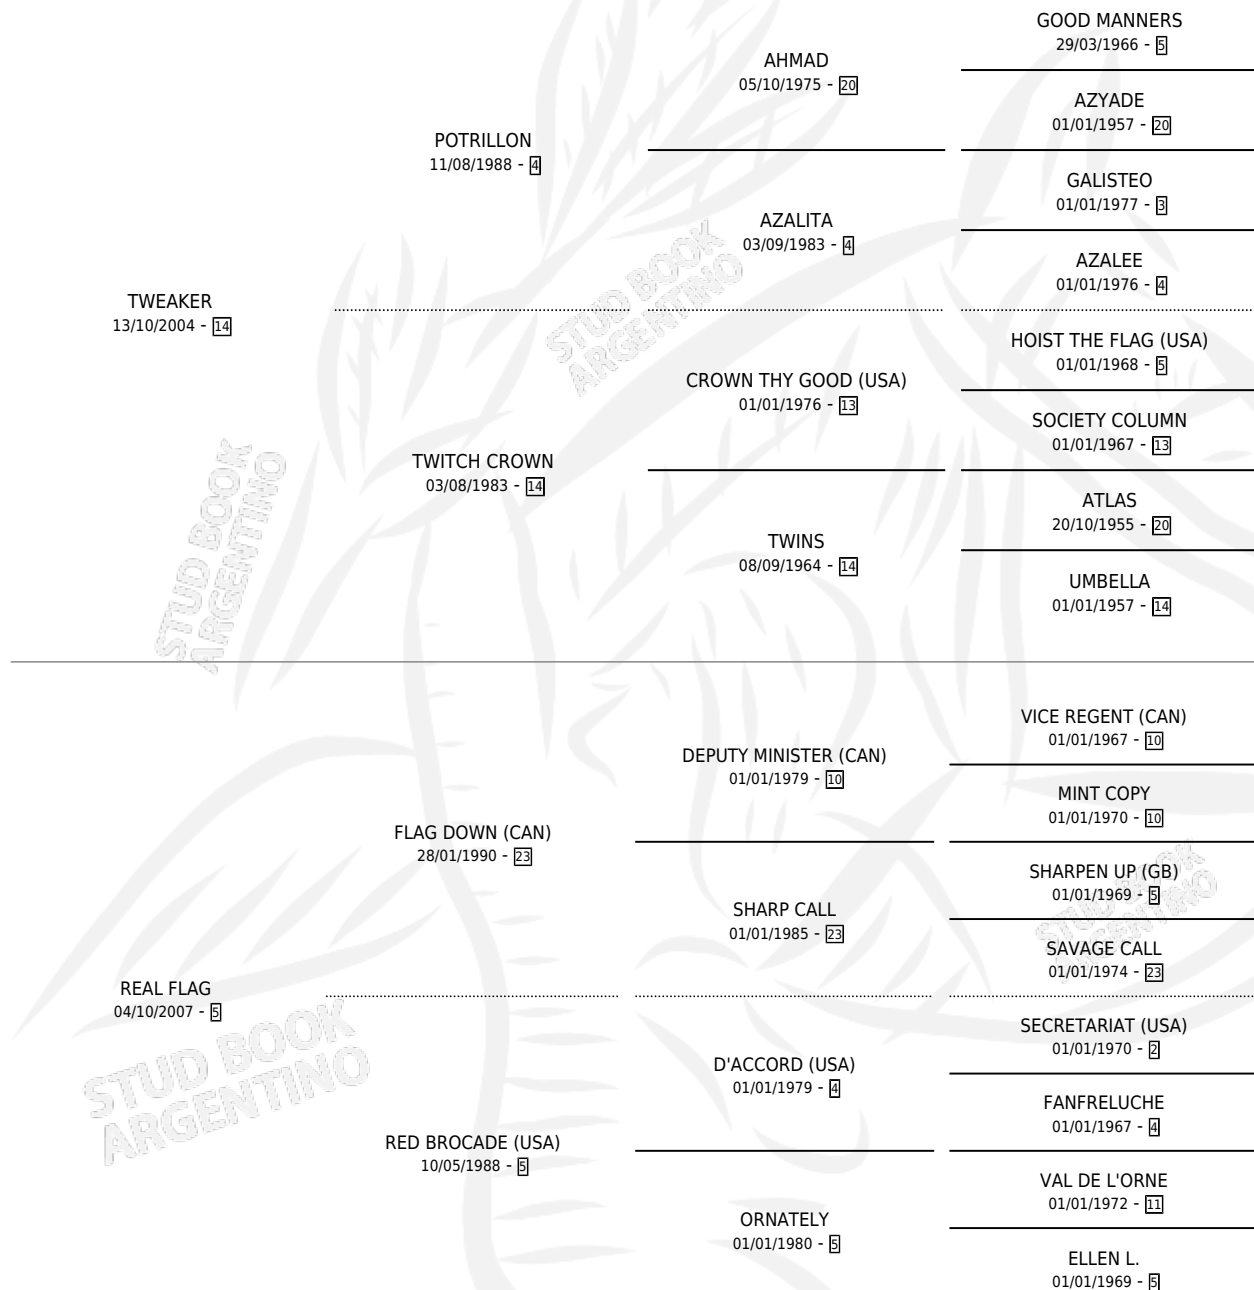 GOOD MANNERS
29/03/1966 - 5
AHMAD
05/10/1975 - 20
AZYADE
01/01/1957 - 20
POTRILLON
11/08/1988 - 4
GALISTEO
01/01/1977 - 3
AZALITA
03/09/1983 - 4
AZALEE
01/01/1976 - 4
TWEAKER
13/10/2004 - 14
HOIST THE FLAG (USA)
01/01/1968 - 5
CROWN THY GOOD (USA)
01/01/1976 - 13
SOCIETY COLUMN
01/01/1967 - 13
TWITCH CROWN
03/08/1983 - 14
ATLAS
20/10/1955 - 20
TWINS
08/09/1964 - 14
UMBELLA
01/01/1957 - 14
STUD BOOK
ARGENTINO
STUD BOOK
ARGENTINO
VICE REGENT (CAN)
01/01/1967 - 10
DEPUTY MINISTER (CAN)
01/01/1979 - 10
MINT COPY
01/01/1970 - 10
FLAG DOWN (CAN)
28/01/1990 - 23
SHARPEN UP (GB)
01/01/1969 - 5
SHARP CALL
01/01/1985 - 23
SAVAGE CALL
01/01/1974 - 23
STUD BOOK
ARGENTINO
REAL FLAG
04/10/2007 - 5
SECRETARIAT (USA)
01/01/1970 - 2
D'ACCORD (USA)
01/01/1979 - 4
FANFRELUCHE
01/01/1967 - 4
RED BROCADE (USA)
10/05/1988 - 5
VAL DE L'ORNE
01/01/1972 - 11
ORNATELY
01/01/1980 - 5
ELLEN L.
01/01/1969 - 5
STUD BOOK
ARGENTINO